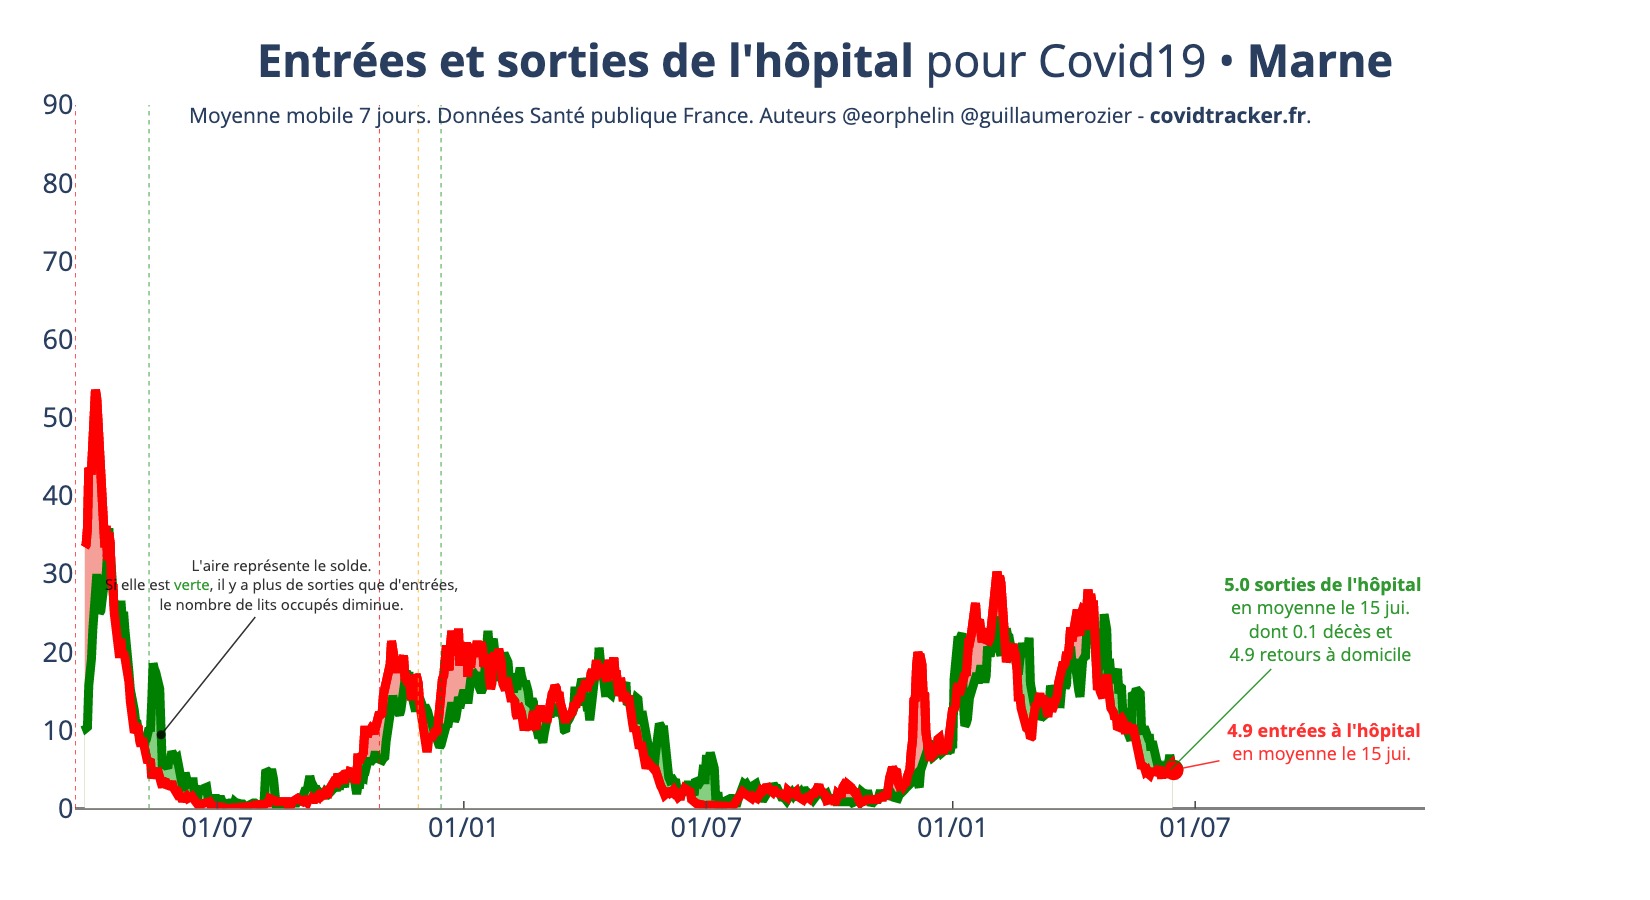 Entrées et sorties de l'hôpital pour Covid19 • Marne
Moyenne mobile 7 jours. Données Santé publique France. Auteurs @eorphelin @guillaumerozier - covidtracker.fr.
90
80
70
60
50
40
30
20
10
0
L'aire représente le solde.
Si elle est verte, il y a plus de sorties que d'entrées,
le nombre de lits occupés diminue.
5.0 sorties de l'hôpital
en moyenne le 15 jui.
dont 0.1 décès et
4.9 retours à domicile
4.9 entrées à l'hôpital
en moyenne le 15 jui.
01/07
01/01
01/07
01/01
01/07